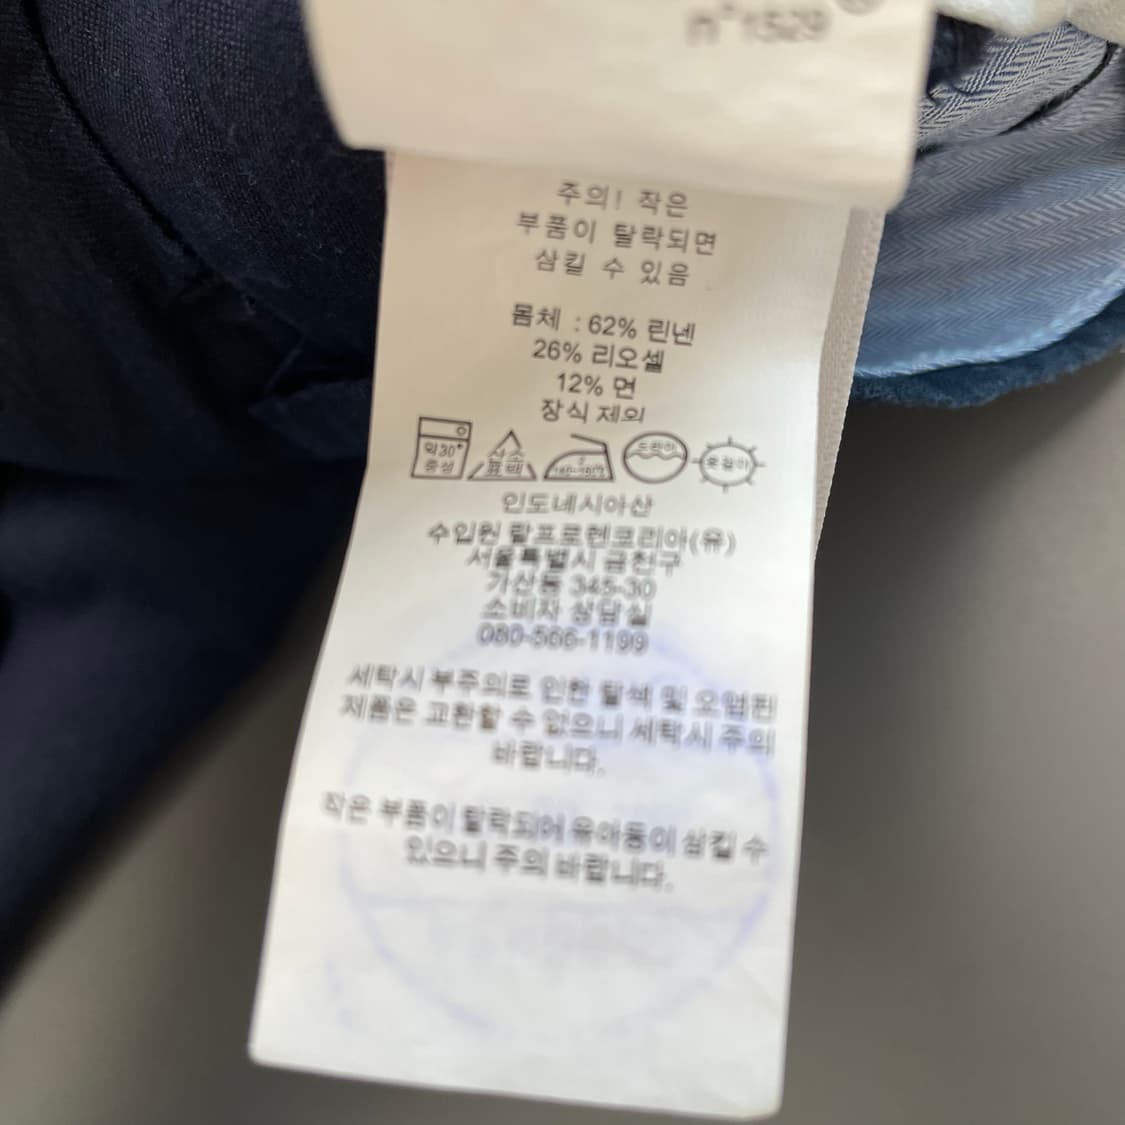 n°1529
주의! 작은
부품이 탈락되면
삼킬 수 있음
몸체 : 62% 린넨
26% 리오셀
12% 면
장식 제외
약30°
중성
산소
표백
드라이
옷걸이
인도네시아산
수입원 랄프로렌코리아(유)
서울특별시 금천구
가산동 345-30
소비자 상담실
080-566-1199
세탁시 부주의로 인한 탈색 및 오염된
제품은 교환할 수 없으니 세탁시 주의
바랍니다.
작은 부품이 탈락되어 유아동이 삼킬 수
있으니 주의 바랍니다.